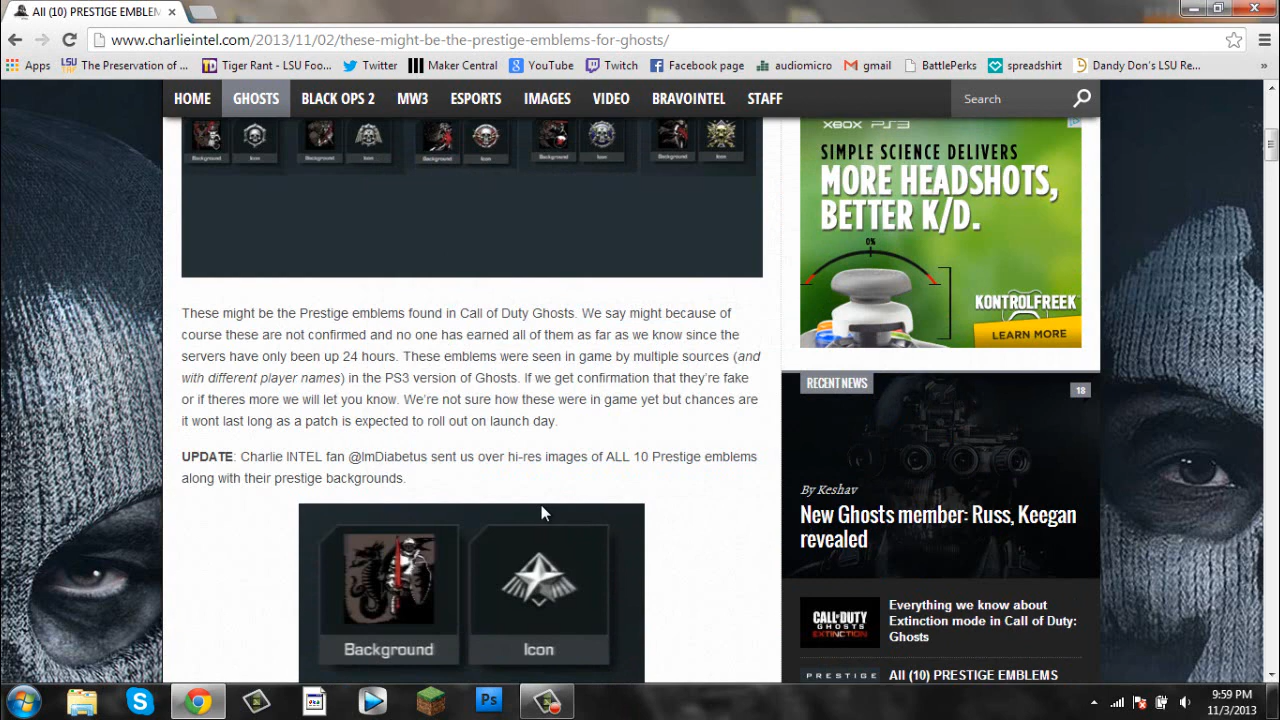 All (10) PRESTIGE EMBLEM
www.charlieintel.com/2013/11/02/these-might-be-the-prestige-emblems-for-ghosts/
Apps The Preservation of ... Tiger Rant - LSU Foo... Twitter Maker Central YouTube Twitch Facebook page audiomicro gmail BattlePerks spreadshirt Dandy Don's LSU Re... »
HOME GHOSTS BLACK OPS 2 MW3 ESPORTS IMAGES VIDEO BRAVOINTEL STAFF Search
Background Icon Background Icon Background Icon Background Icon Background Icon
These might be the Prestige emblems found in Call of Duty Ghosts. We say might because of
course these are not confirmed and no one has earned all of them as far as we know since the
servers have only been up 24 hours. These emblems were seen in game by multiple sources (and
with different player names) in the PS3 version of Ghosts. If we get confirmation that they're fake
or if theres more we will let you know. We're not sure how these were in game yet but chances are
it wont last long as a patch is expected to roll out on launch day.
UPDATE: Charlie INTEL fan @ImDiabetus sent us over hi-res images of ALL 10 Prestige emblems
along with their prestige backgrounds.
Background Icon
XBOX PS3
SIMPLE SCIENCE DELIVERS
MORE HEADSHOTS,
BETTER K/D.
0%
KONTROLFREEK
LEARN MORE
RECENT NEWS
18
By Keshav
New Ghosts member: Russ, Keegan
revealed
CALL OF DUTY
GHOSTS
EXTINCTION
Everything we know about
Extinction mode in Call of Duty:
Ghosts
PRESTIGE
All (10) PRESTIGE EMBLEMS
Ps
9:59 PM
11/3/2013